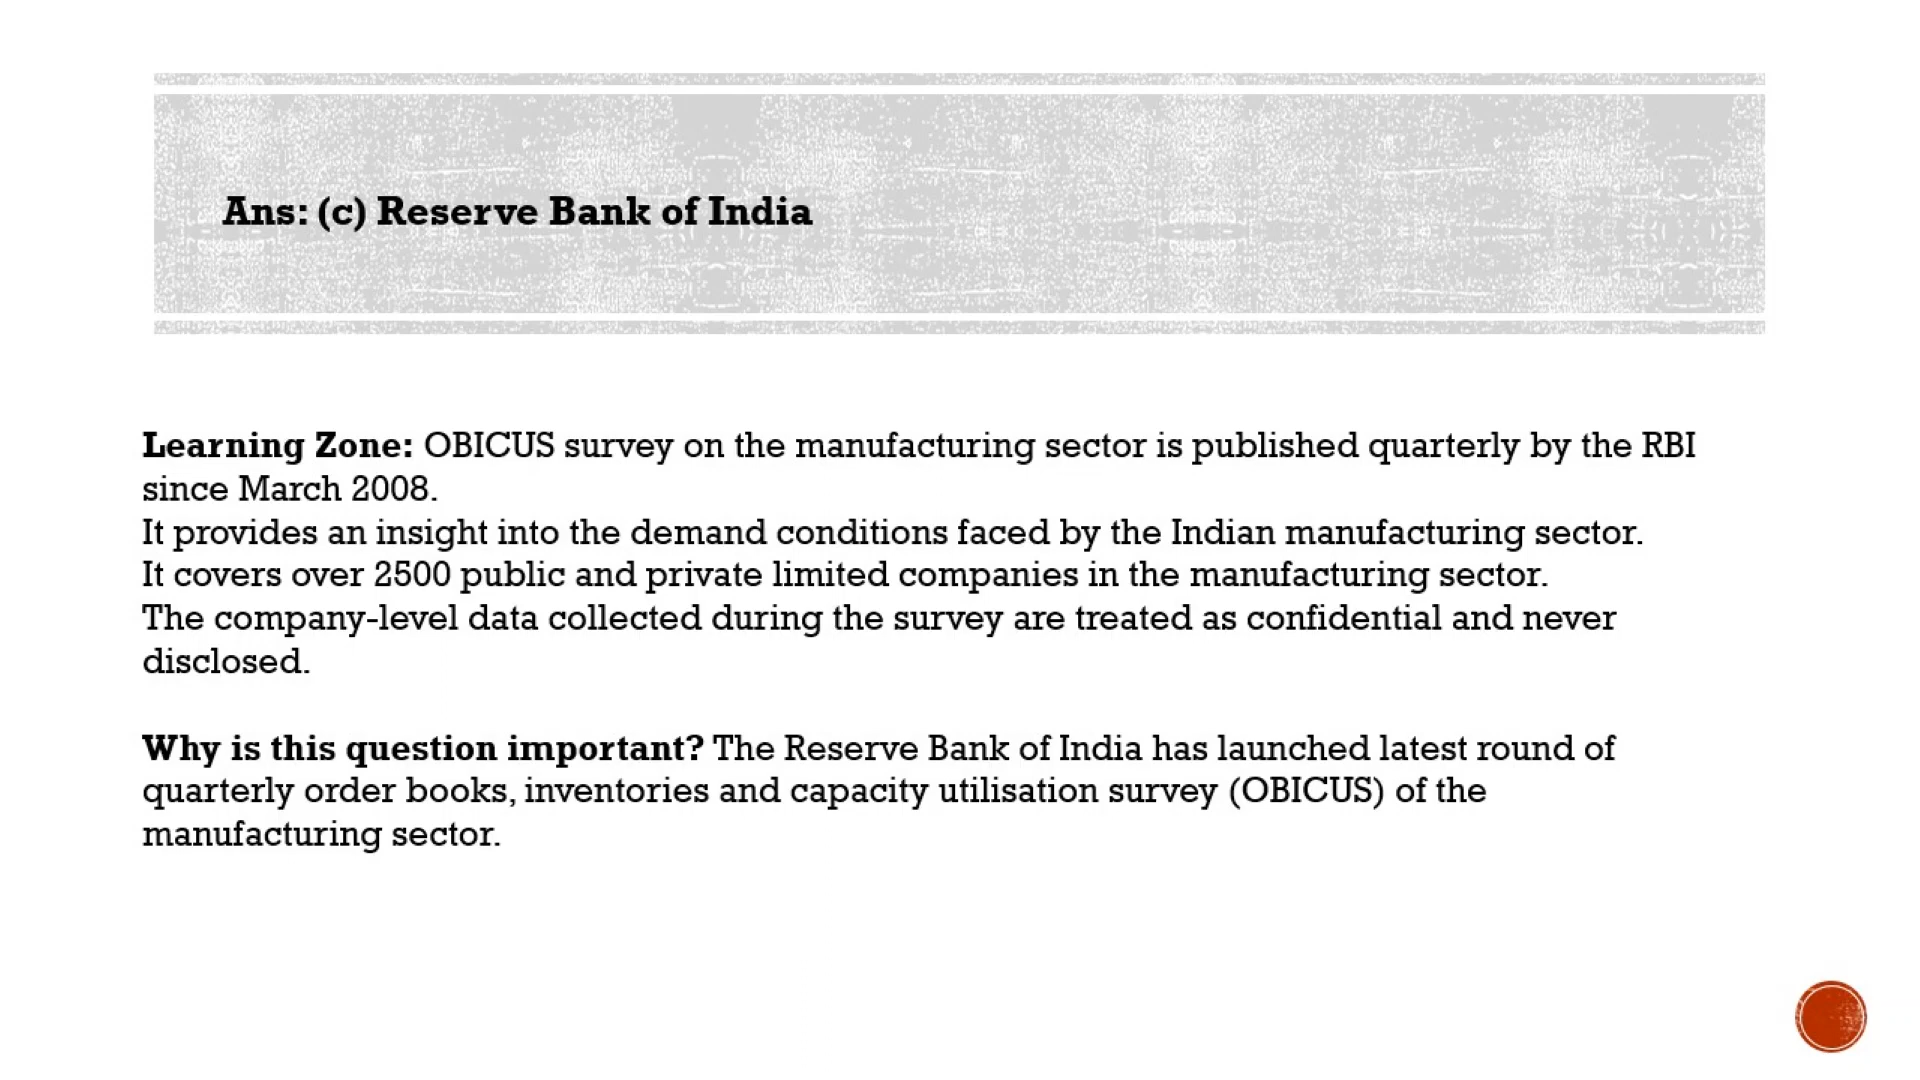 Ans: (c) Reserve Bank of India
Learning Zone: OBICUS survey on the manufacturing sector is published quarterly by the RBI
since March 2008.
It provides an insight into the demand conditions faced by the Indian manufacturing sector.
It covers over 2500 public and private limited companies in the manufacturing sector.
The company-level data collected during the survey are treated as confidential and never
disclosed.
Why is this question important? The Reserve Bank of India has launched latest round of
quarterly order books, inventories and capacity utilisation survey (OBICUS) of the
manufacturing sector.